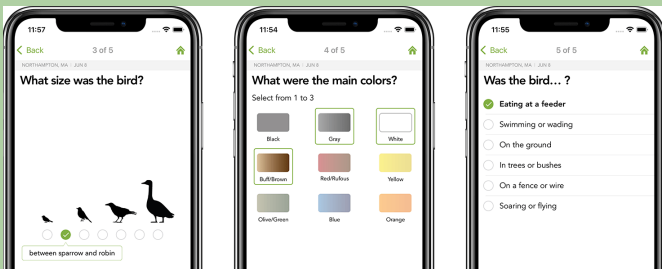 11:57
Back
3 of 5
NORTHAMPTON, MA | JUN 8
What size was the bird?
between sparrow and robin
11:54
Back
4 of 5
NORTHAMPTON, MA | JUN 8
What were the main colors?
Select from 1 to 3
Black
Gray
White
Buff/Brown
Red/Rufous
Yellow
Olive/Green
Blue
Orange
11:55
Back
5 of 5
NORTHAMPTON, MA | JUN 8
Was the bird... ?
Eating at a feeder
Swimming or wading
On the ground
In trees or bushes
On a fence or wire
Soaring or flying